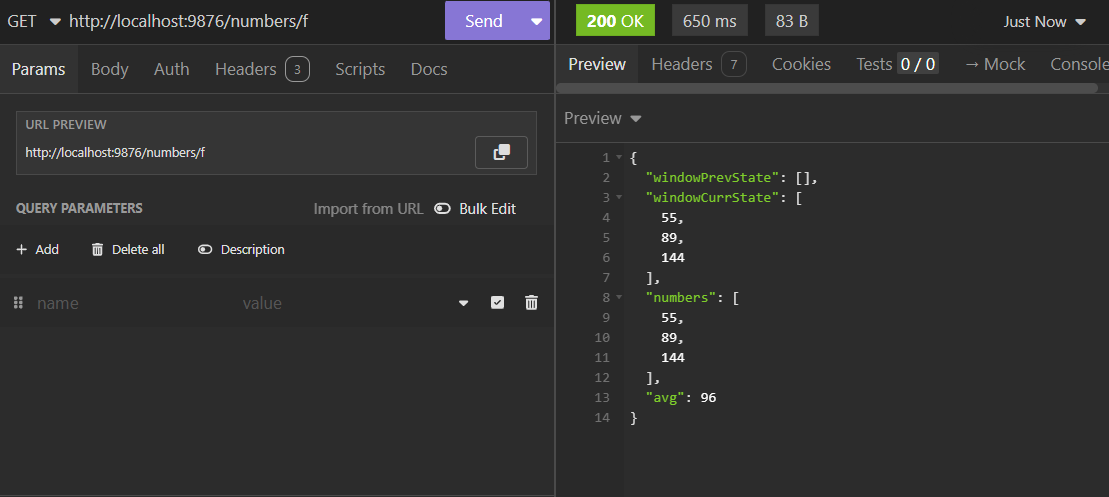 GET http://localhost:9876/numbers/f Send
Params Body Auth Headers 3 Scripts Docs
URL PREVIEW
http://localhost:9876/numbers/f
QUERY PARAMETERS Import from URL Bulk Edit
+ Add Delete all Description
name value
200 OK 650 ms 83 B Just Now
Preview Headers 7 Cookies Tests 0 / 0 → Mock Console
Preview
1 {
2 "windowPrevState": [],
3 "windowCurrState": [
4 55,
5 89,
6 144
7 ],
8 "numbers": [
9 55,
10 89,
11 144
12 ],
13 "avg": 96
14 }